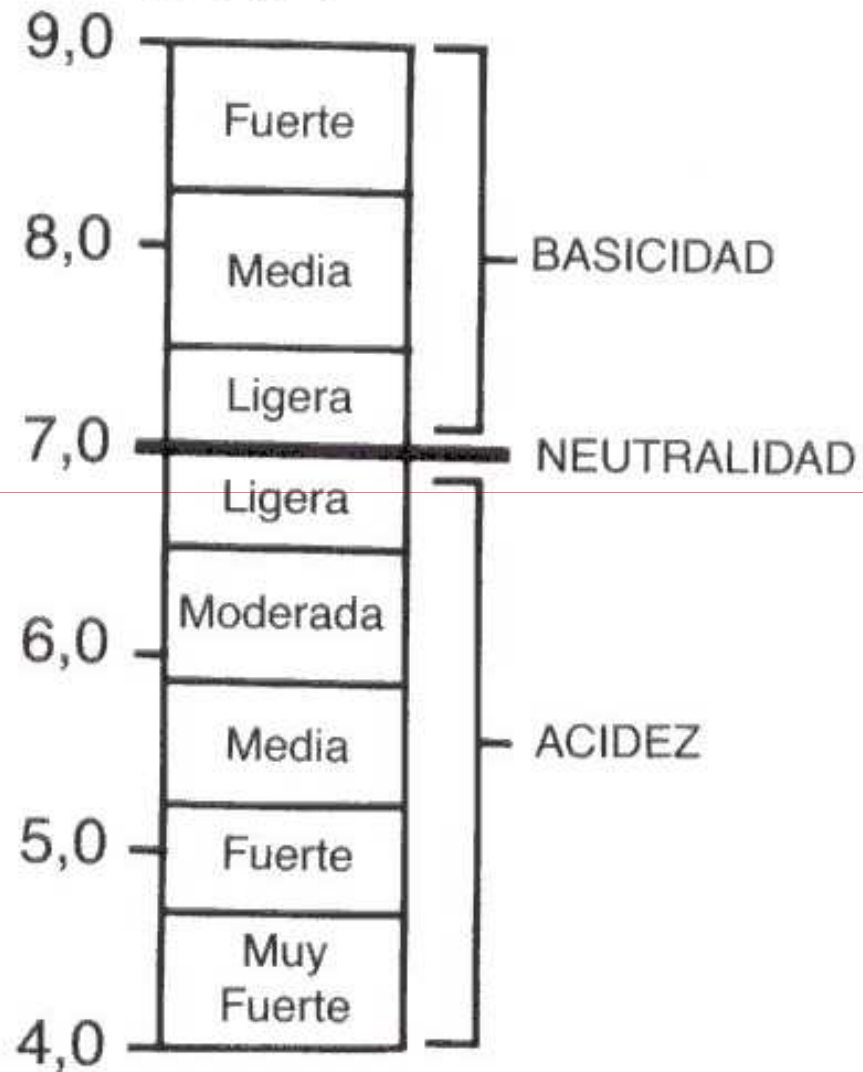 9,0
Fuerte
8,0
Media
BASICIDAD
Ligera
7,0
NEUTRALIDAD
Ligera
Moderada
6,0
Media
ACIDEZ
5,0
Fuerte
Muy
Fuerte
4,0